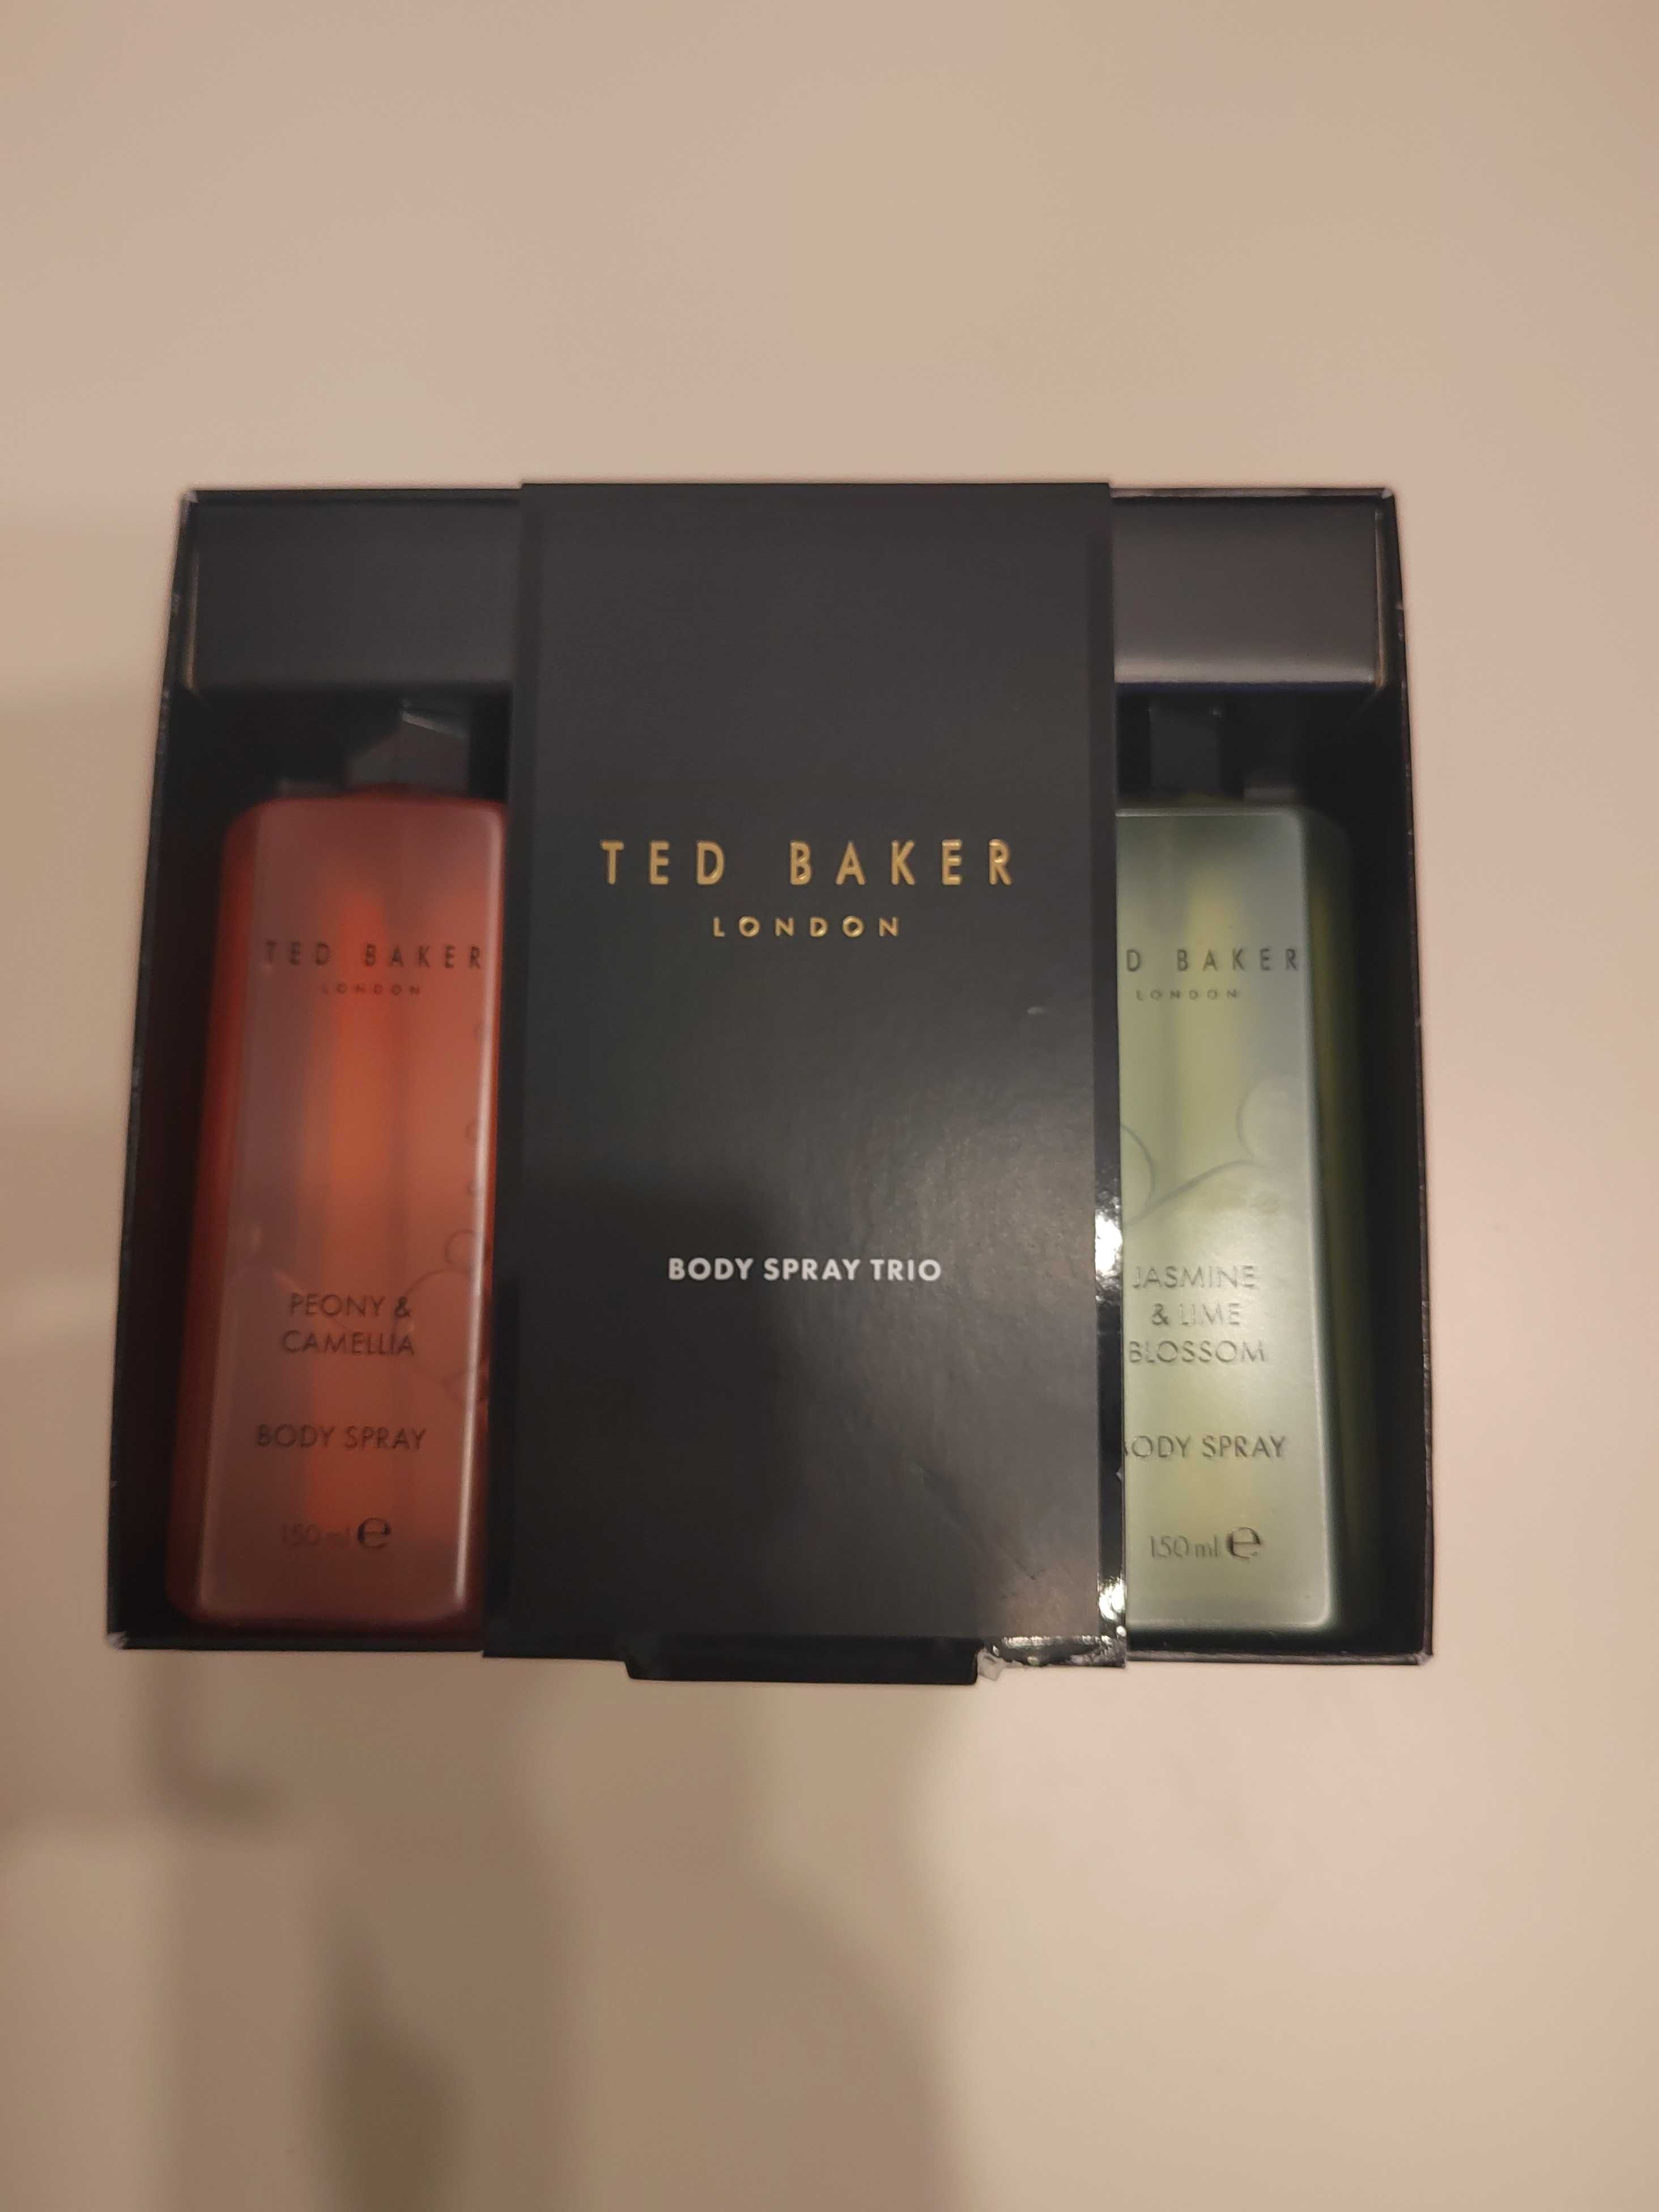 TED BAKER
LONDON
PEONY &
CAMELLIA
BODY SPRAY
150 ml e
TED BAKER
LONDON
BODY SPRAY TRIO
D BAKER
LONDON
JASMINE
& LIME
BLOSSOM
ODY SPRAY
150 ml e